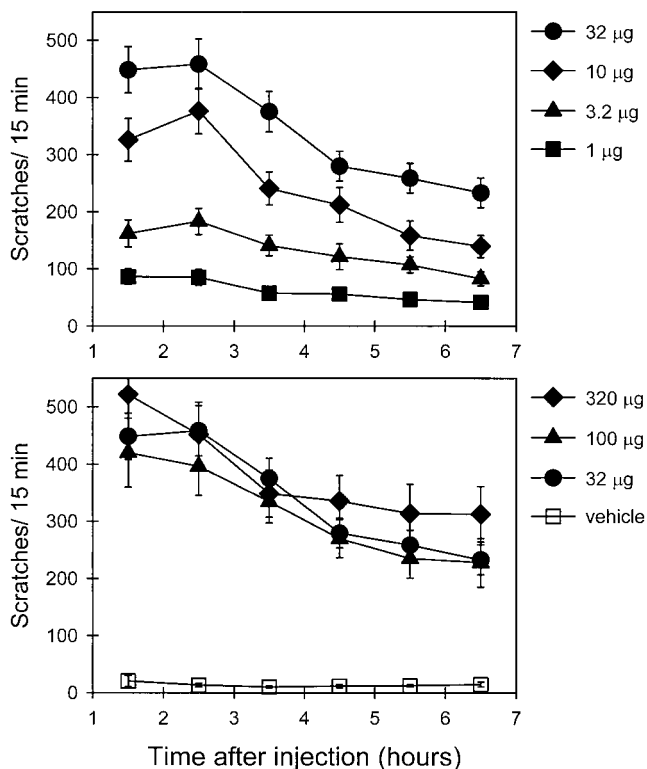 Scratches/ 15 min
500
400
300
200
100
0
1 2 3 4 5 6 7
32 µg
10 µg
3.2 µg
1 µg
Scratches/ 15 min
500
400
300
200
100
0
1 2 3 4 5 6 7
320 µg
100 µg
32 µg
vehicle
Time after injection (hours)